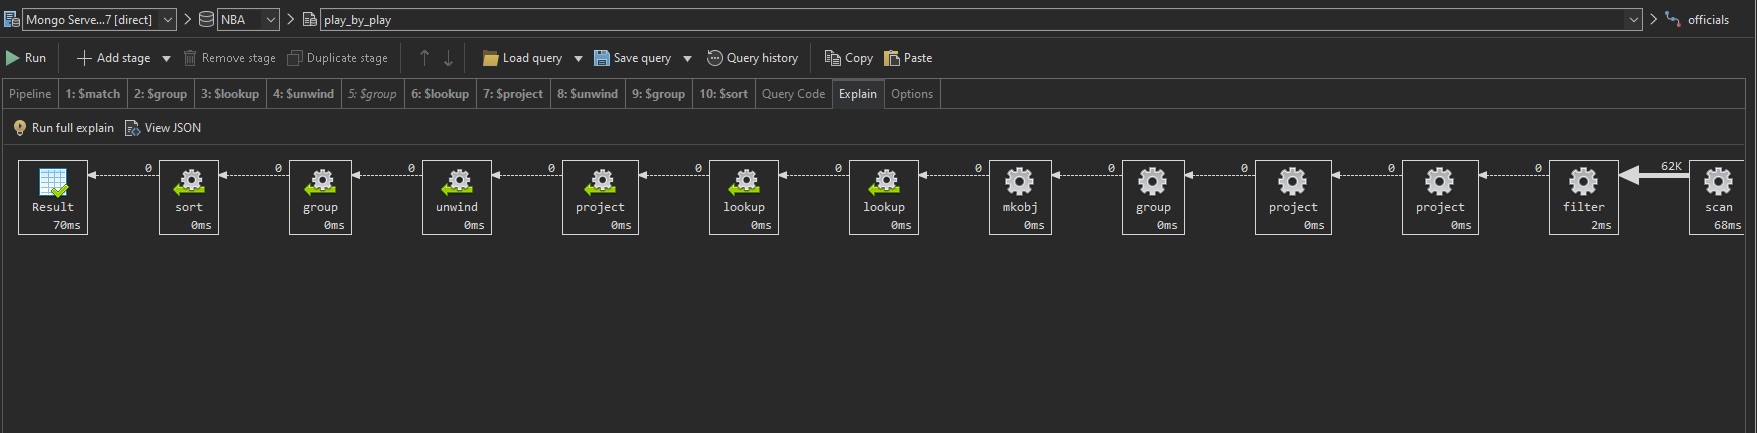 Mongo Serve...7 [direct] NBA play_by_play officials
Run Add stage Remove stage Duplicate stage Load query Save query Query history Copy Paste
Pipeline 1: $match 2: $group 3: $lookup 4: $unwind 5: $group 6: $lookup 7: $project 8: $unwind 9: $group 10: $sort Query Code Explain Options
Run full explain View JSON
0 0 0 0 0 0 0 0 0 0 0 62K
Result sort group unwind project lookup lookup mkobj group project project filter scan
70ms 0ms 0ms 0ms 0ms 0ms 0ms 0ms 0ms 0ms 0ms 2ms 68ms